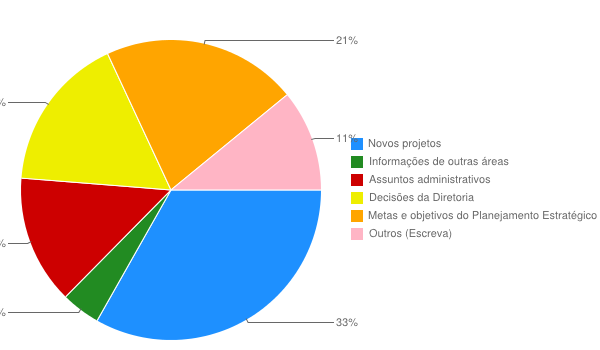 21%
%
11%
Novos projetos
Informações de outras áreas
Assuntos administrativos
Decisões da Diretoria
Metas e objetivos do Planejamento Estratégico
Outros (Escreva)
%
%
33%